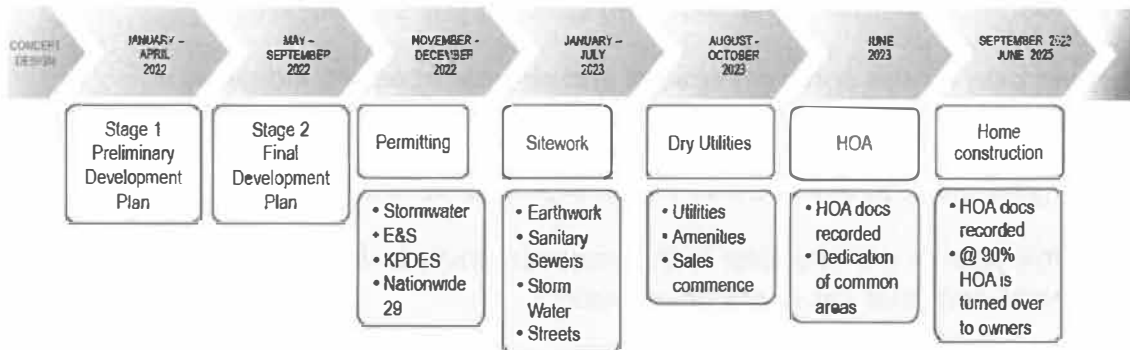 CONCEPT
DESIGN
JANUARY –
APRIL
2022
MAY –
SEPTEMBER
2022
NOVEMBER -
DECEMBER
2022
JANUARY –
JULY
2023
AUGUST -
OCTOBER
2023
JUNE
2023
SEPTEMBER 2023
JUNE 2025
Stage 1
Preliminary
Development
Plan
Stage 2
Final
Development
Plan
Permitting
• Stormwater
• E&S
• KPDES
• Nationwide
29
Sitework
• Earthwork
• Sanitary
Sewers
• Storm
Water
• Streets
Dry Utilities
• Utilities
• Amenities
• Sales
commence
HOA
• HOA docs
recorded
• Dedication
of common
areas
Home
construction
• HOA docs
recorded
• @ 90%
HOA is
turned over
to owners